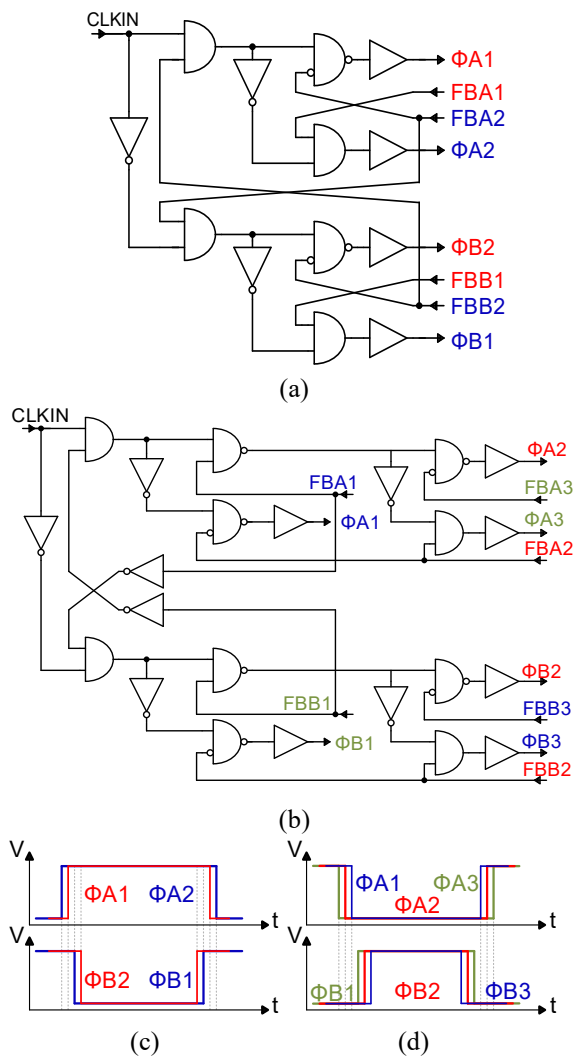 CLKIN
ΦA1
FBA1
FBA2
ΦA2
ΦB2
FBB1
FBB2
ΦB1
(a)
CLKIN
ΦA2
FBA1
FBA3
ΦA1
ΦA3
FBA2
ΦB2
FBB1
FBB3
ΦB1
ΦB3
FBB2
(b)
V V
ΦA1 ΦA2 ΦA1 ΦA3
ΦA2
t t
V V
ΦB2 ΦB1 ΦB1 ΦB2 ΦB3
t t
(c) (d)